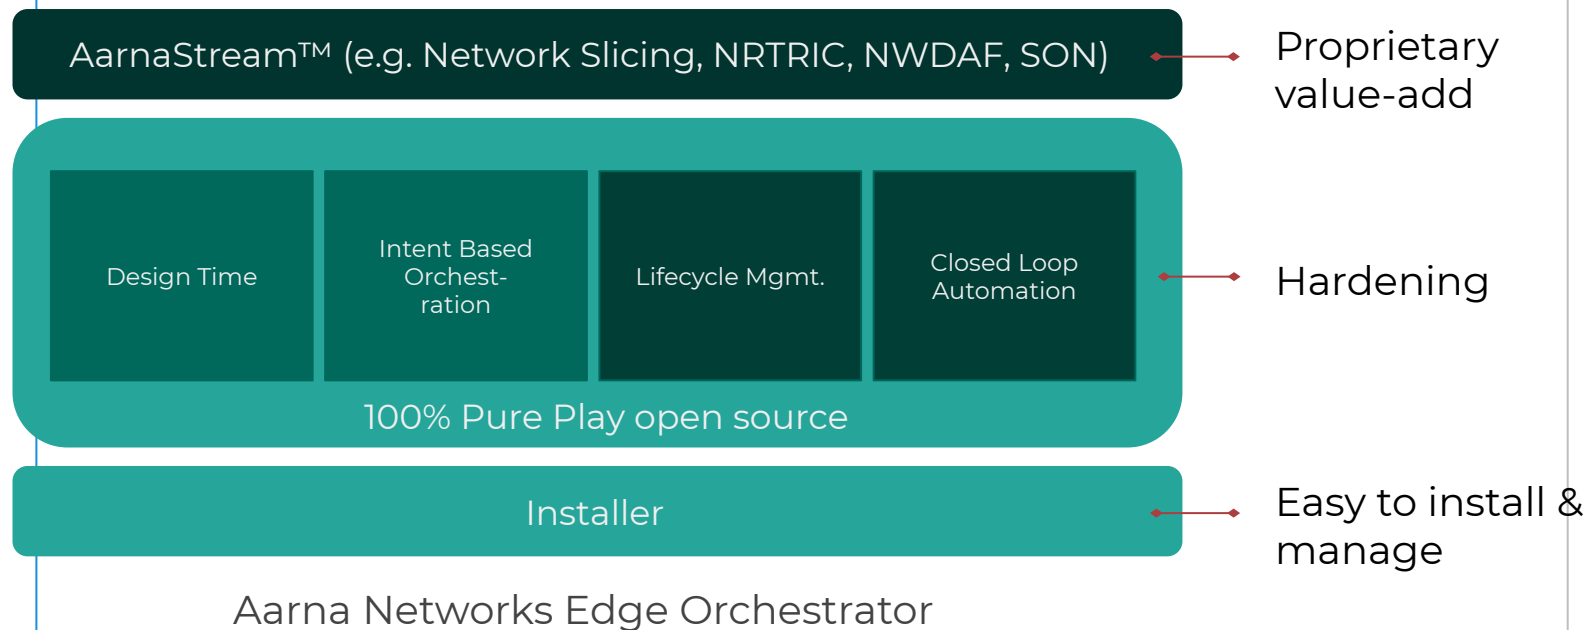 AarnaStream™ (e.g. Network Slicing, NRTRIC, NWDAF, SON)
Proprietary
value-add
Design Time
Intent Based
Orchest-
ration
Lifecycle Mgmt.
Closed Loop
Automation
Hardening
100% Pure Play open source
Installer
Easy to install &
manage
Aarna Networks Edge Orchestrator